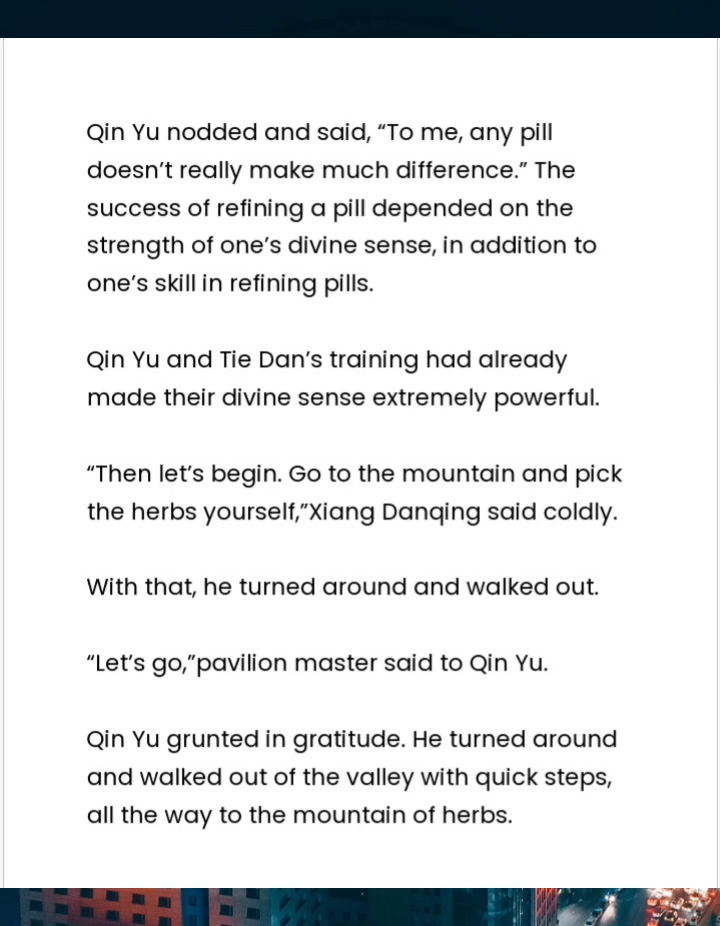 Qin Yu nodded and said, “To me, any pill
doesn’t really make much difference.” The
success of refining a pill depended on the
strength of one’s divine sense, in addition to
one’s skill in refining pills.
Qin Yu and Tie Dan’s training had already
made their divine sense extremely powerful.
“Then let’s begin. Go to the mountain and pick
the herbs yourself,”Xiang Danqing said coldly.
With that, he turned around and walked out.
“Let’s go,”pavilion master said to Qin Yu.
Qin Yu grunted in gratitude. He turned around
and walked out of the valley with quick steps,
all the way to the mountain of herbs.